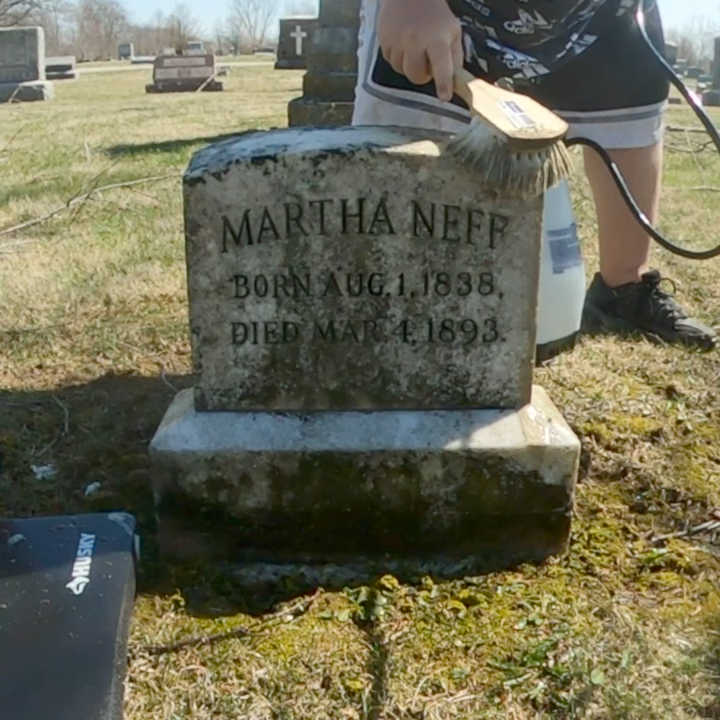 MARTHA NEFF
BORN AUG. 1, 1838,
DIED MAR. 4, 1893.
HUSKY